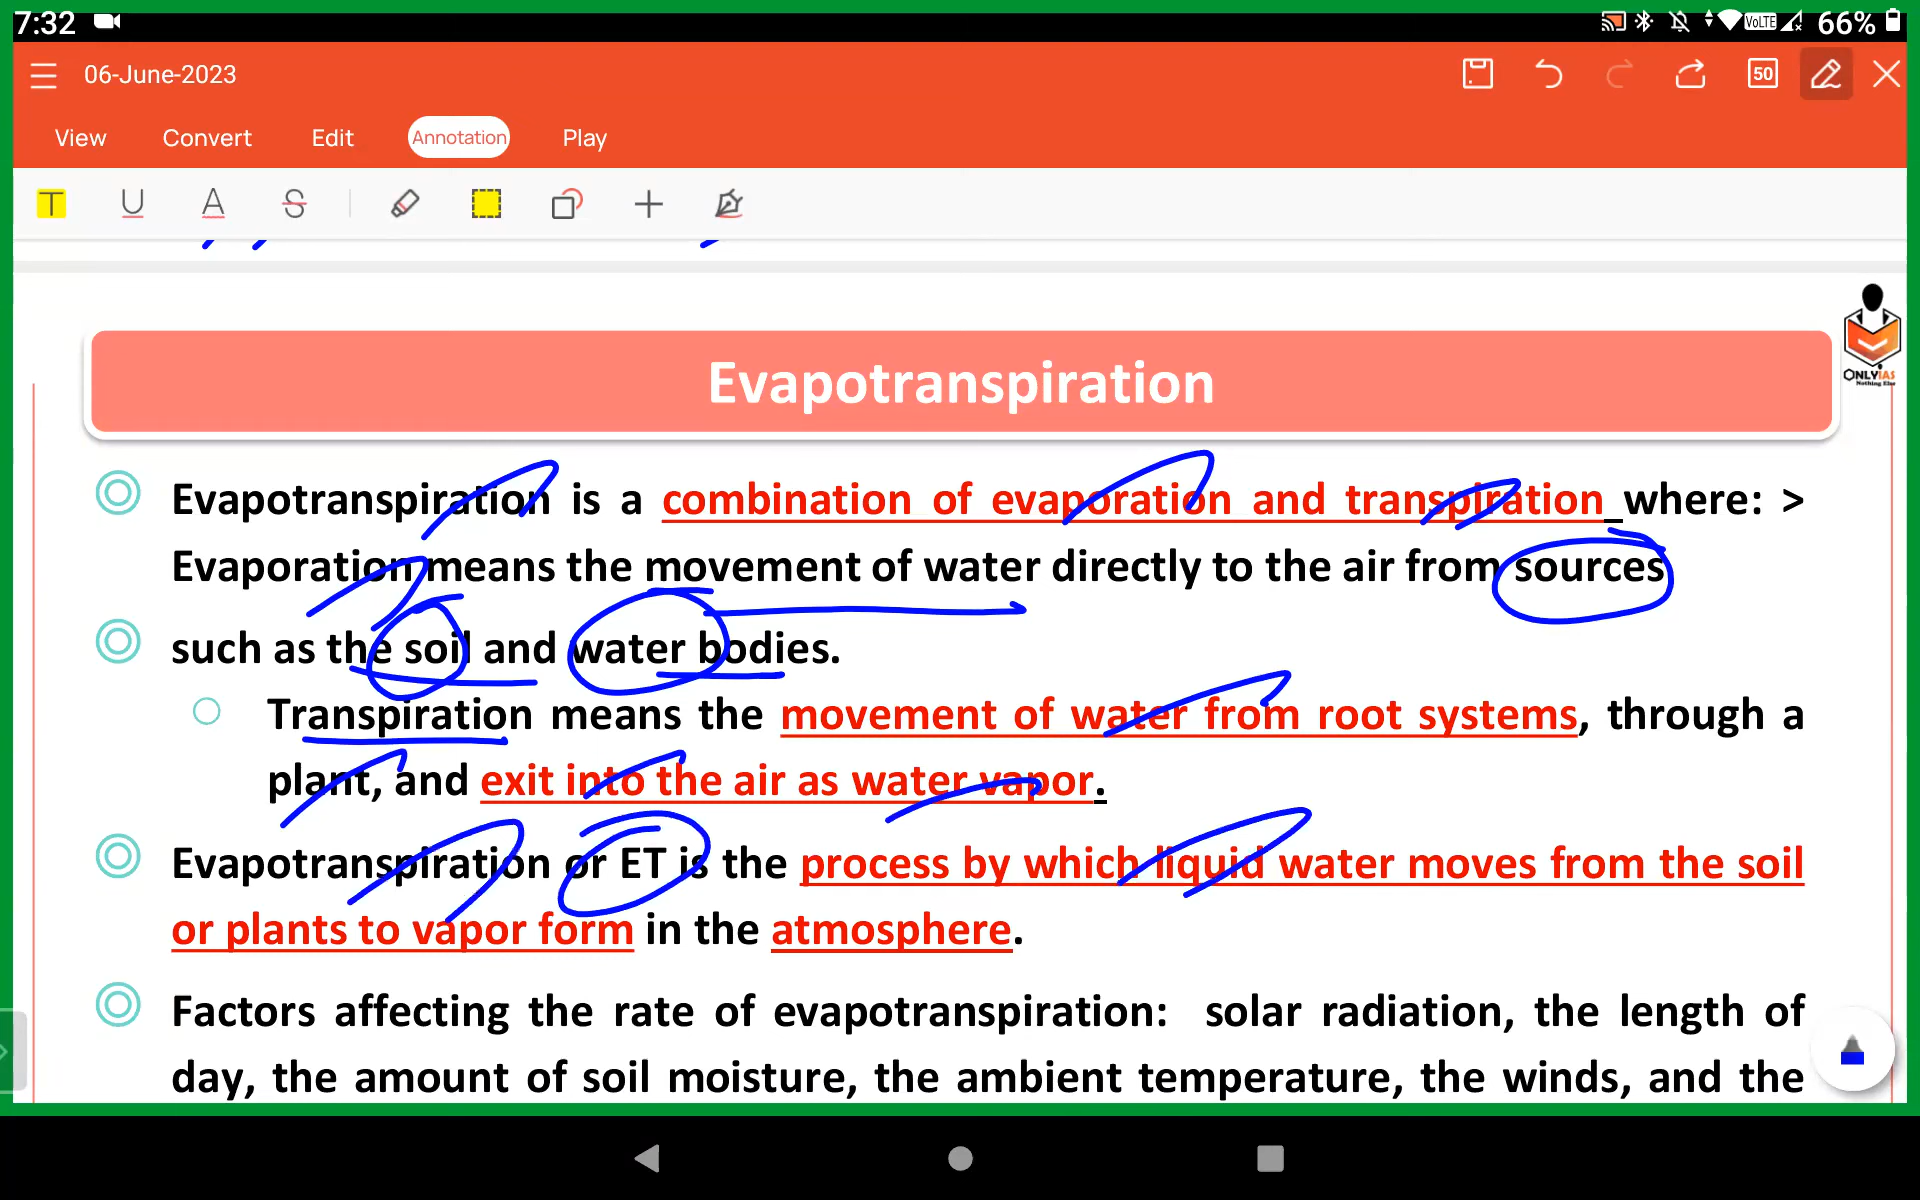 7:32
VoLTE 66%
06-June-2023
50
View Convert Edit Annotation Play
T U A S
Evapotranspiration
ONLYIAS
Nothing Else
Evapotranspiration is a combination of evaporation and transpiration where: >
Evaporation means the movement of water directly to the air from sources
such as the soil and water bodies.
Transpiration means the movement of water from root systems, through a
plant, and exit into the air as water vapor.
Evapotranspiration or ET is the process by which liquid water moves from the soil
or plants to vapor form in the atmosphere.
Factors affecting the rate of evapotranspiration: solar radiation, the length of
day, the amount of soil moisture, the ambient temperature, the winds, and the